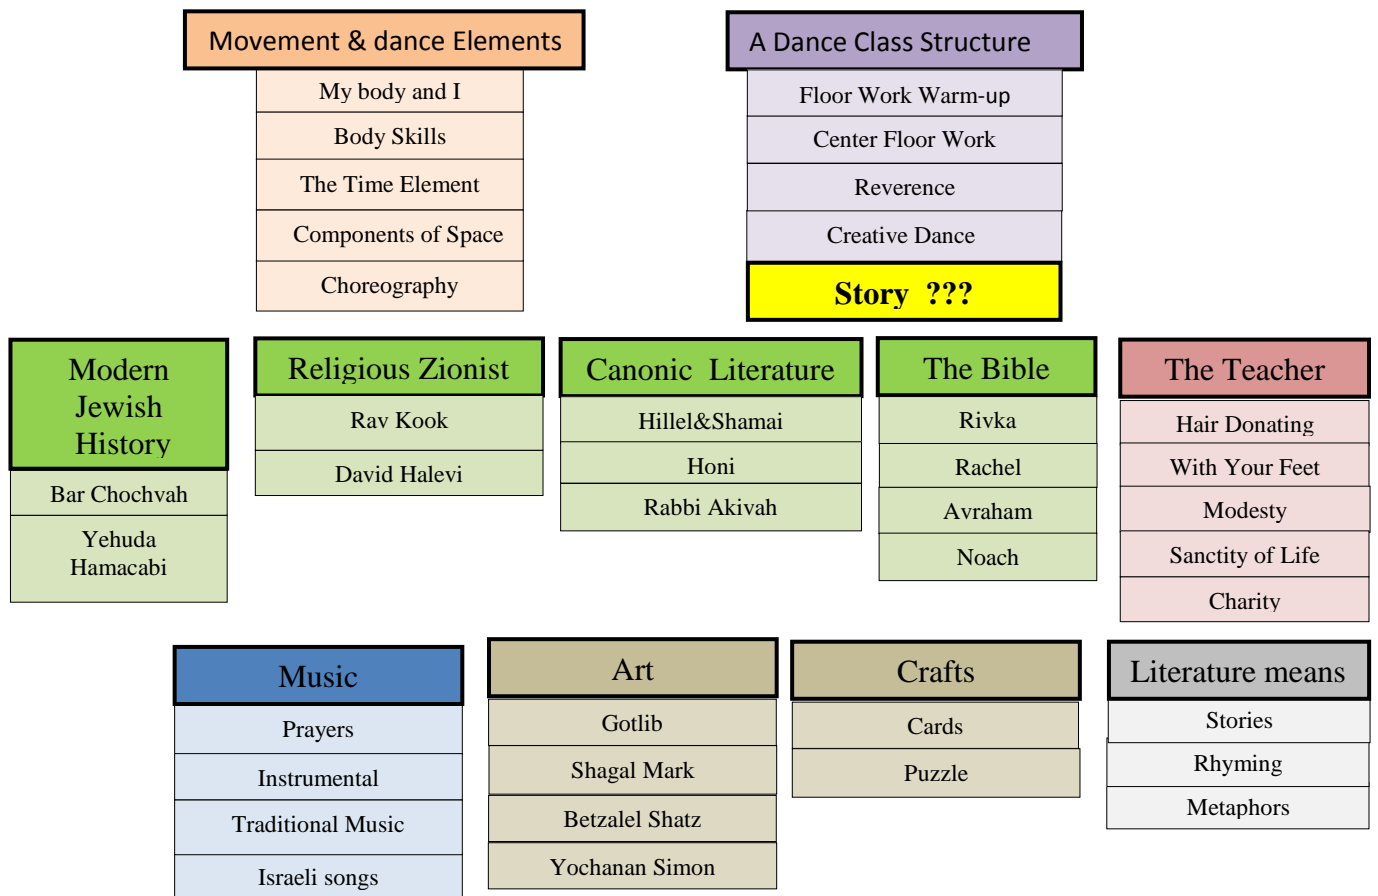 Movement & dance Elements
My body and I
Body Skills
The Time Element
Components of Space
Choreography
A Dance Class Structure
Floor Work Warm-up
Center Floor Work
Reverence
Creative Dance
Story ???
Modern
Jewish
History
Bar Chochvah
Yehuda
Hamacabi
Religious Zionist
Rav Kook
David Halevi
Canonic Literature
Hillel&Shamai
Honi
Rabbi Akivah
The Bible
Rivka
Rachel
Avraham
Noach
The Teacher
Hair Donating
With Your Feet
Modesty
Sanctity of Life
Charity
Music
Prayers
Instrumental
Traditional Music
Israeli songs
Art
Gotlib
Shagal Mark
Betzalel Shatz
Yochanan Simon
Crafts
Cards
Puzzle
Literature means
Stories
Rhyming
Metaphors